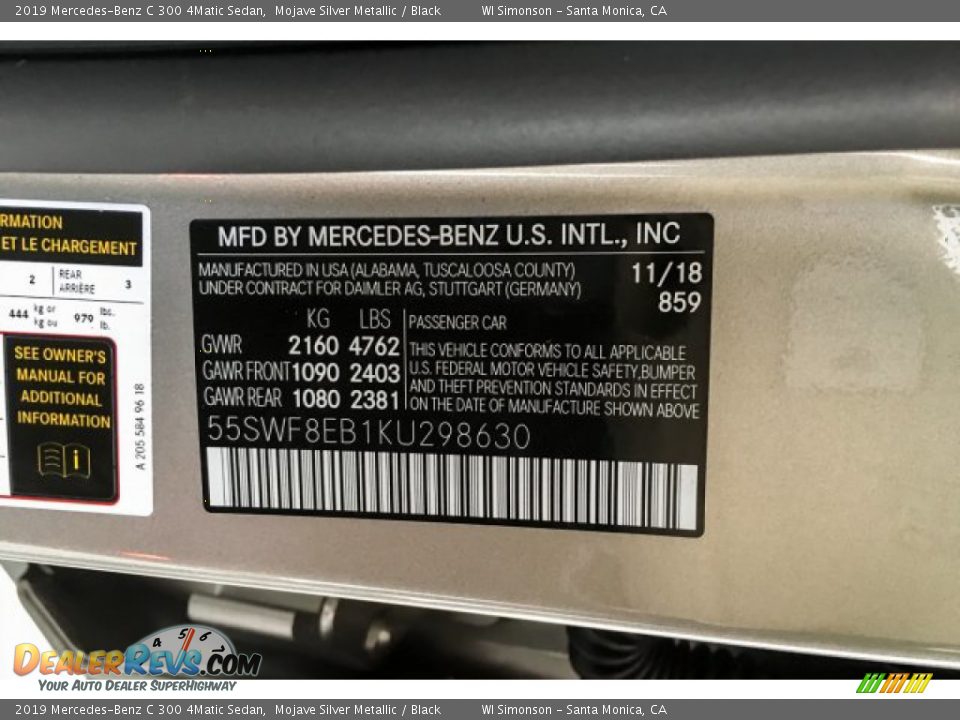 2019 Mercedes-Benz C 300 4Matic Sedan, Mojave Silver Metallic / Black WI Simonson - Santa Monica, CA
RMATION
ET LE CHARGEMENT
2 REAR ARRIÈRE 3
444 kg or kg ou 979 lbs. lb.
SEE OWNER'S
MANUAL FOR
ADDITIONAL
INFORMATION
A 205 584 96 18
MFD BY MERCEDES-BENZ U.S. INTL., INC
MANUFACTURED IN USA (ALABAMA, TUSCALOOSA COUNTY) 11/18
UNDER CONTRACT FOR DAIMLER AG, STUTTGART (GERMANY) 859
KG LBS PASSENGER CAR
GVWR 2160 4762
GAWR FRONT 1090 2403
GAWR REAR 1080 2381
THIS VEHICLE CONFORMS TO ALL APPLICABLE
U.S. FEDERAL MOTOR VEHICLE SAFETY, BUMPER
AND THEFT PREVENTION STANDARDS IN EFFECT
ON THE DATE OF MANUFACTURE SHOWN ABOVE
55SWF8EB1KU298630
4 5 6
DealerRevs.com
Your Auto Dealer SuperHighway
2019 Mercedes-Benz C 300 4Matic Sedan, Mojave Silver Metallic / Black WI Simonson - Santa Monica, CA